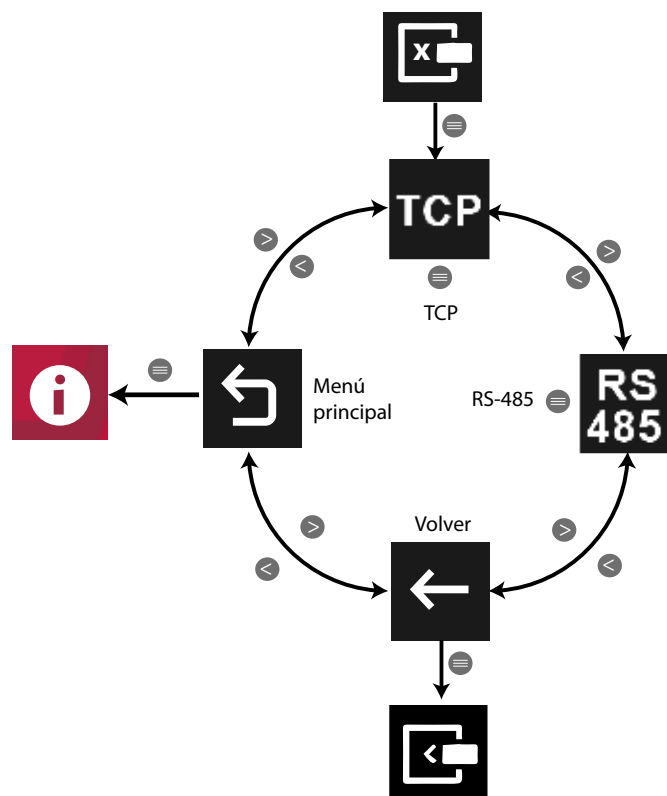 x
TCP
TCP
> >
< <
i
Menú
principal
RS-485
RS
485
Volver
> >
< <
<